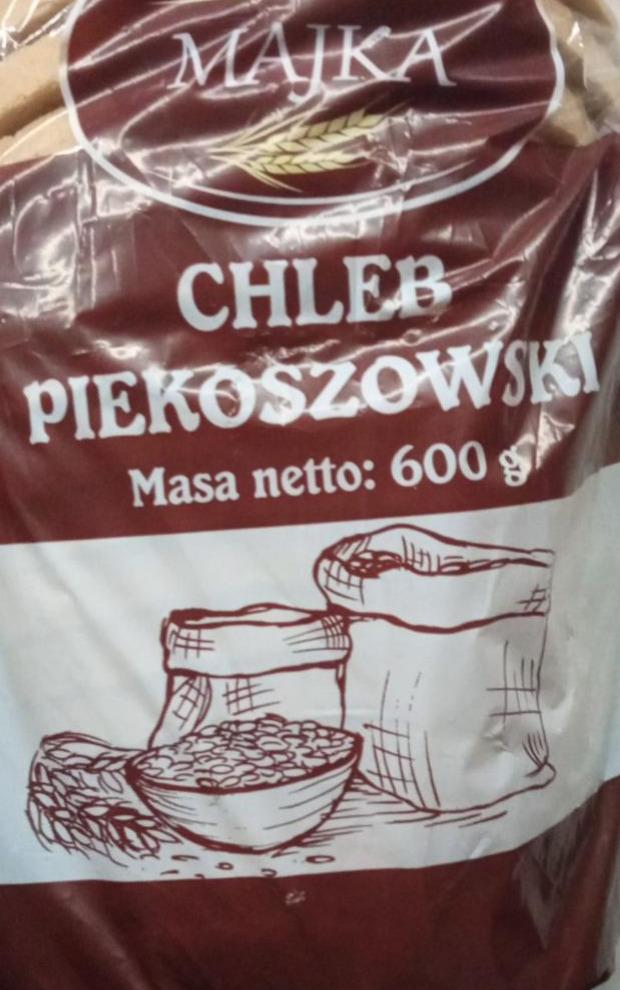 MAJKA
CHLEB
PIEKOSZOWSKI
Masa netto: 600 g